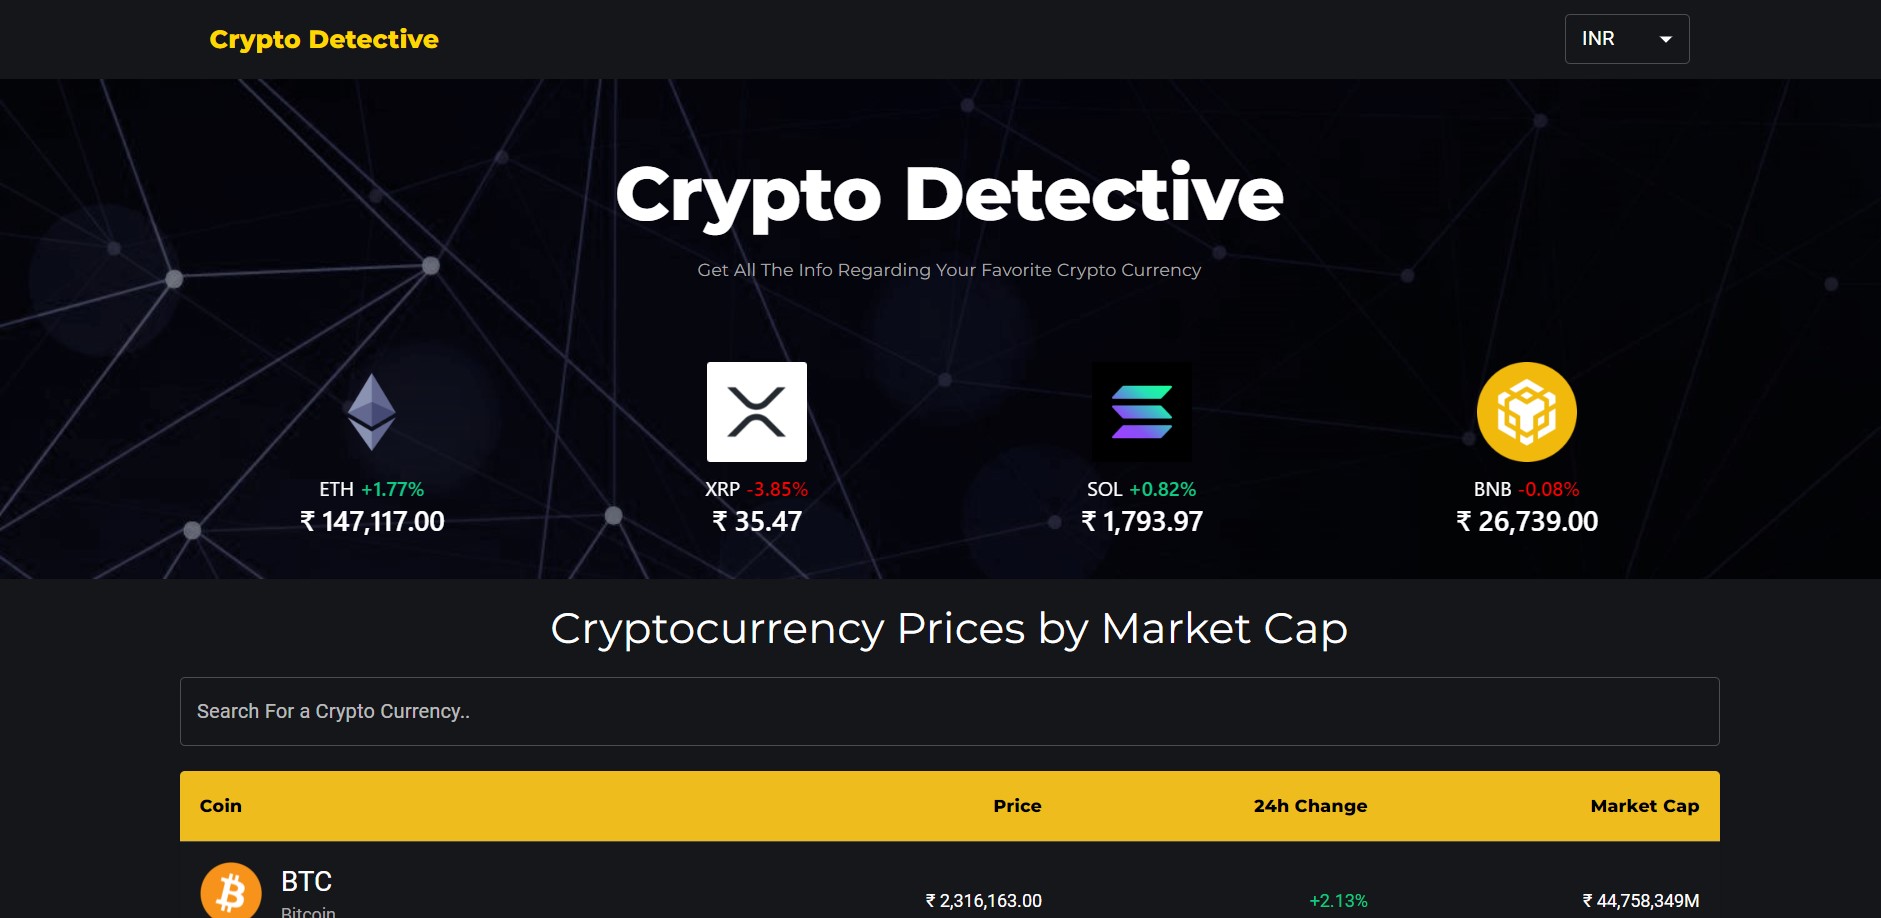 Crypto Detective
INR
Crypto Detective
Get All The Info Regarding Your Favorite Crypto Currency
ETH +1.77%
₹ 147,117.00
XRP -3.85%
₹ 35.47
SOL +0.82%
₹ 1,793.97
BNB -0.08%
₹ 26,739.00
Cryptocurrency Prices by Market Cap
Search For a Crypto Currency..
Coin Price 24h Change Market Cap
BTC
₹ 2,316,163.00 +2.13% ₹ 44,758,349M
Bitcoin